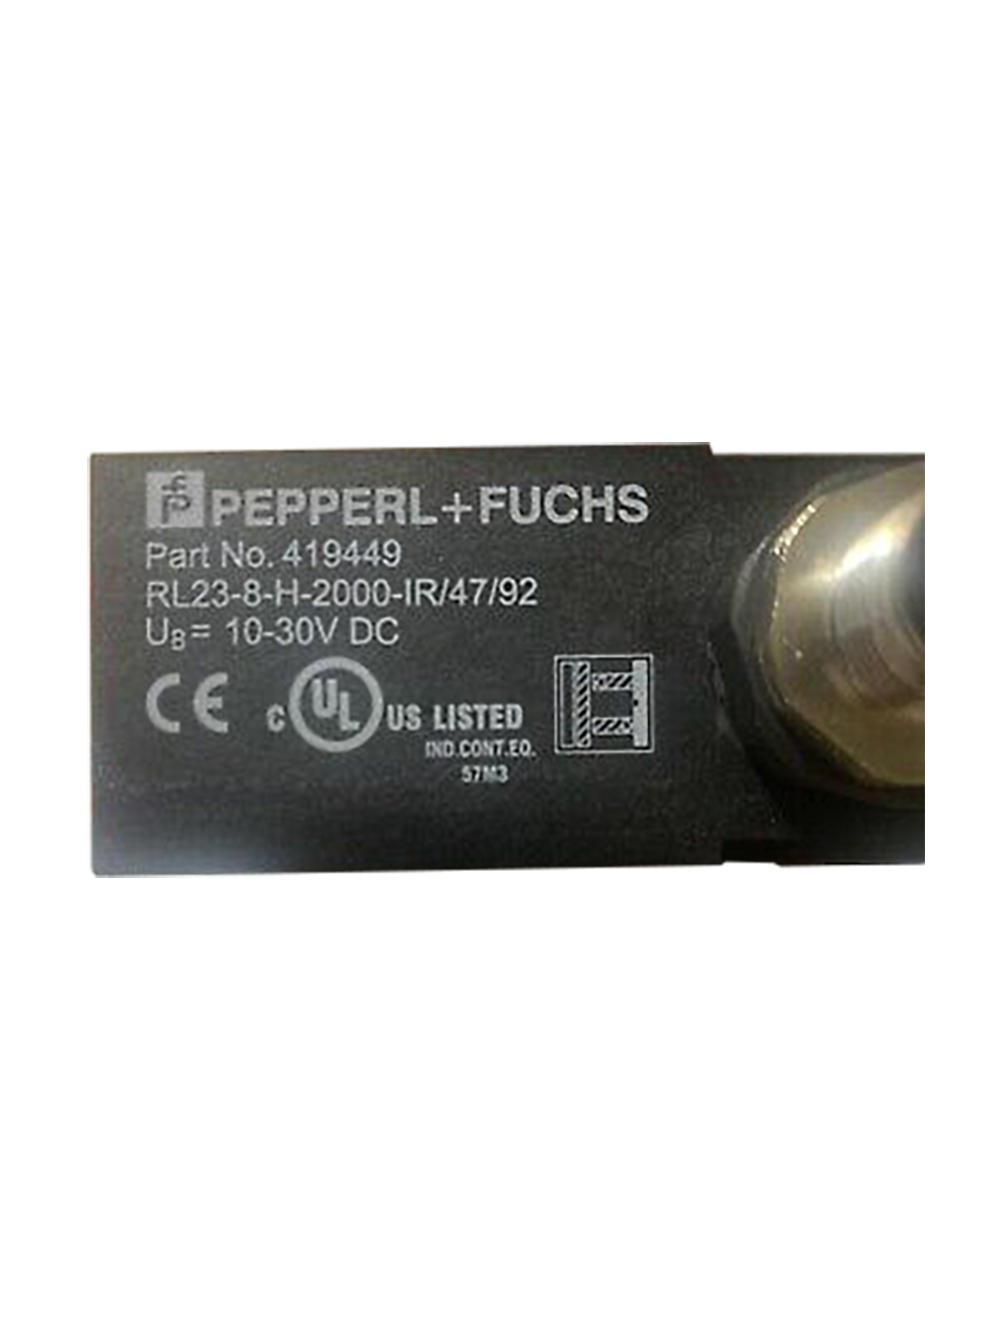 PEPPERL+FUCHS
Part No. 419449
RL23-8-H-2000-IR/47/92
UB= 10-30V DC
CE C UL US LISTED
IND.CONT.EQ.
57M3